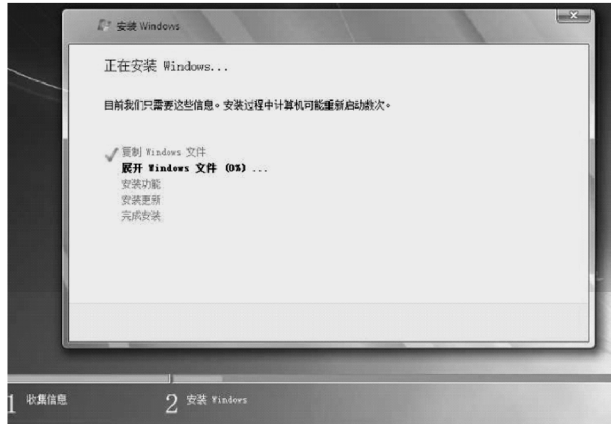 安装 Windows
正在安装 Windows...
目前我们只需要这些信息。安装过程中计算机可能重新启动数次。
复制 Windows 文件
展开 Windows 文件 (0%) ...
安装功能
安装更新
完成安装
1 收集信息
2 安装 Windows